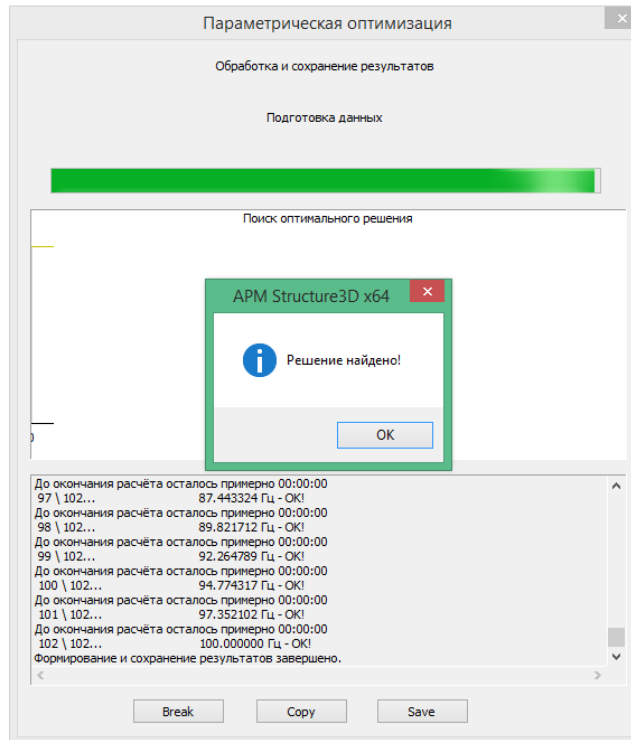 Параметрическая оптимизация
Обработка и сохранение результатов
Подготовка данных
Поиск оптимального решения
APM Structure3D x64
Решение найдено!
OK
До окончания расчёта осталось примерно 00:00:00
97 \ 102... 87.443324 Гц - OK!
До окончания расчёта осталось примерно 00:00:00
98 \ 102... 89.821712 Гц - OK!
До окончания расчёта осталось примерно 00:00:00
99 \ 102... 92.264789 Гц - OK!
До окончания расчёта осталось примерно 00:00:00
100 \ 102... 94.774317 Гц - OK!
До окончания расчёта осталось примерно 00:00:00
101 \ 102... 97.352102 Гц - OK!
До окончания расчёта осталось примерно 00:00:00
102 \ 102... 100.000000 Гц - OK!
Формирование и сохранение результатов завершено.
Break Copy Save